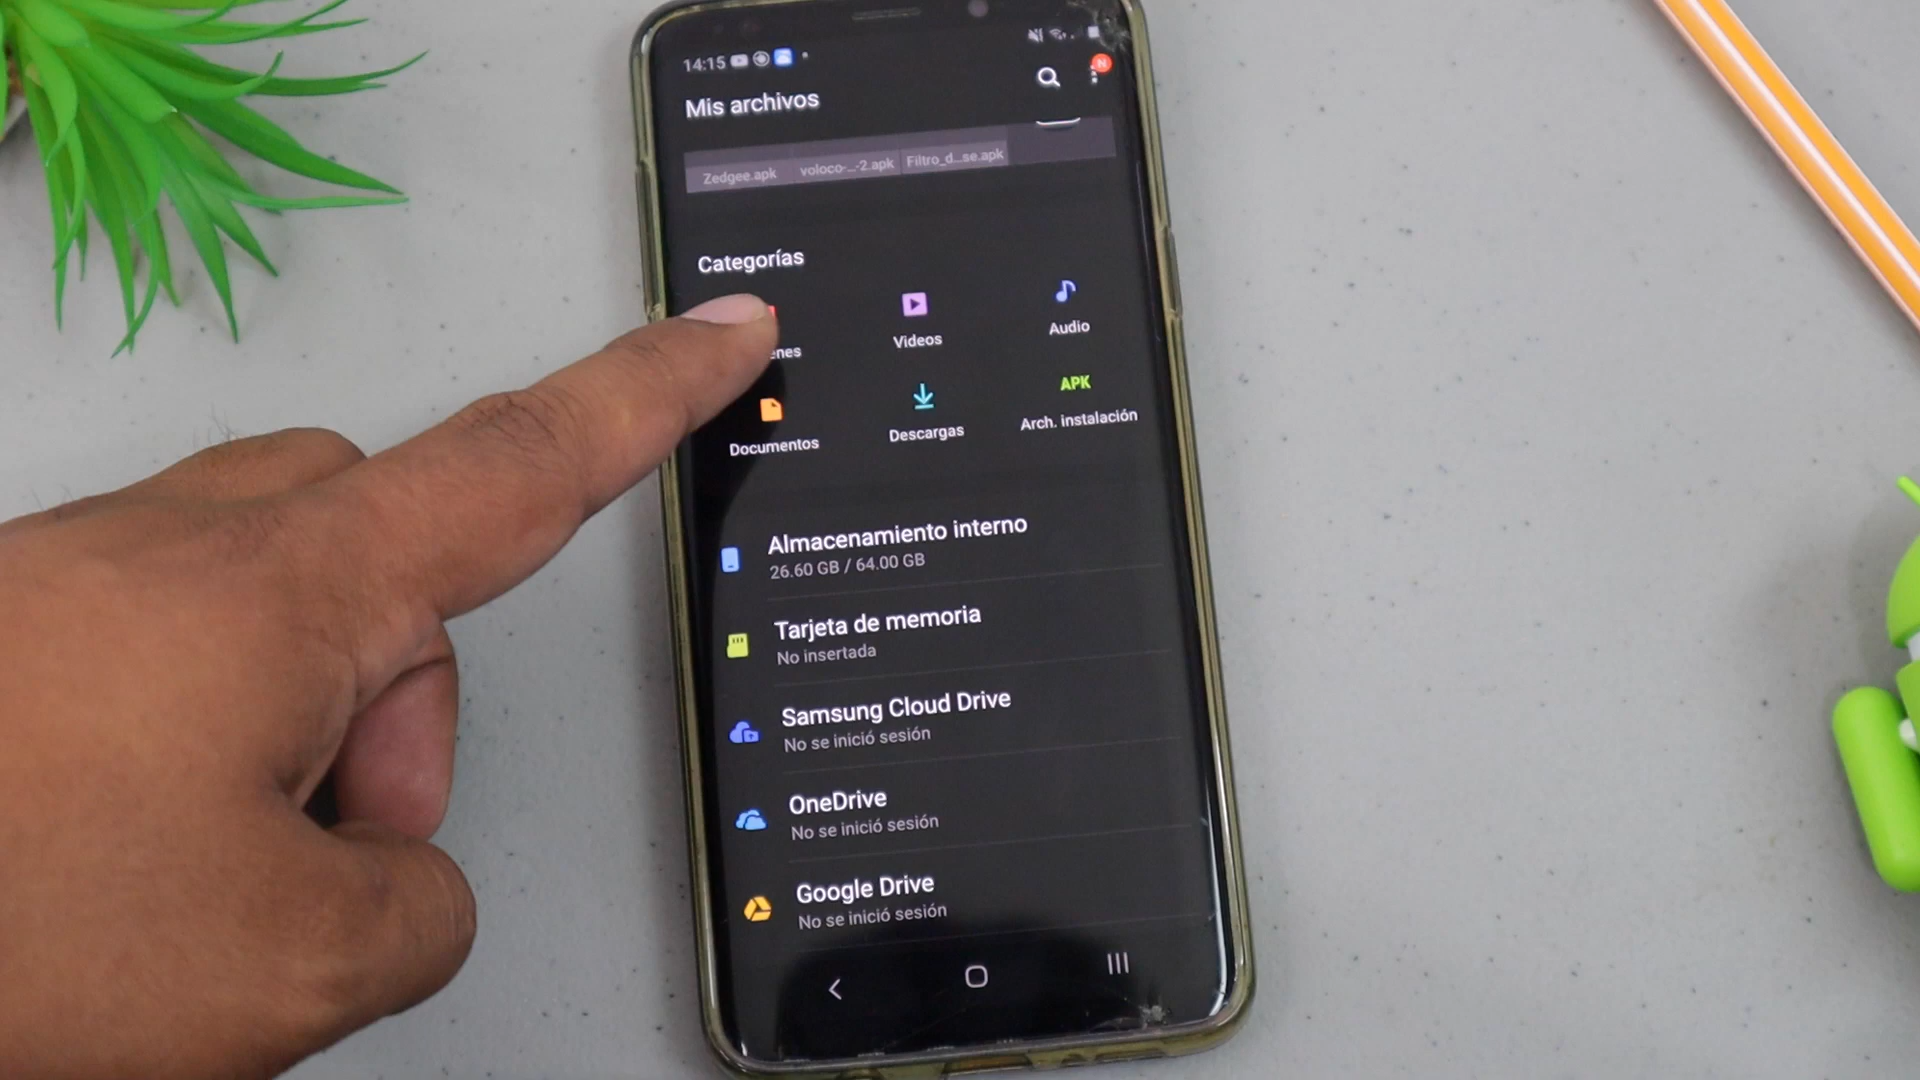 14:15
N
Mis archivos
Zedgee.apk voloco-...-2.apk Filtro_d...se.apk
Categorías
enes Videos Audio
APK
Documentos Descargas Arch. instalación
Almacenamiento interno
26.60 GB / 64.00 GB
Tarjeta de memoria
No insertada
Samsung Cloud Drive
No se inició sesión
OneDrive
No se inició sesión
Google Drive
No se inició sesión